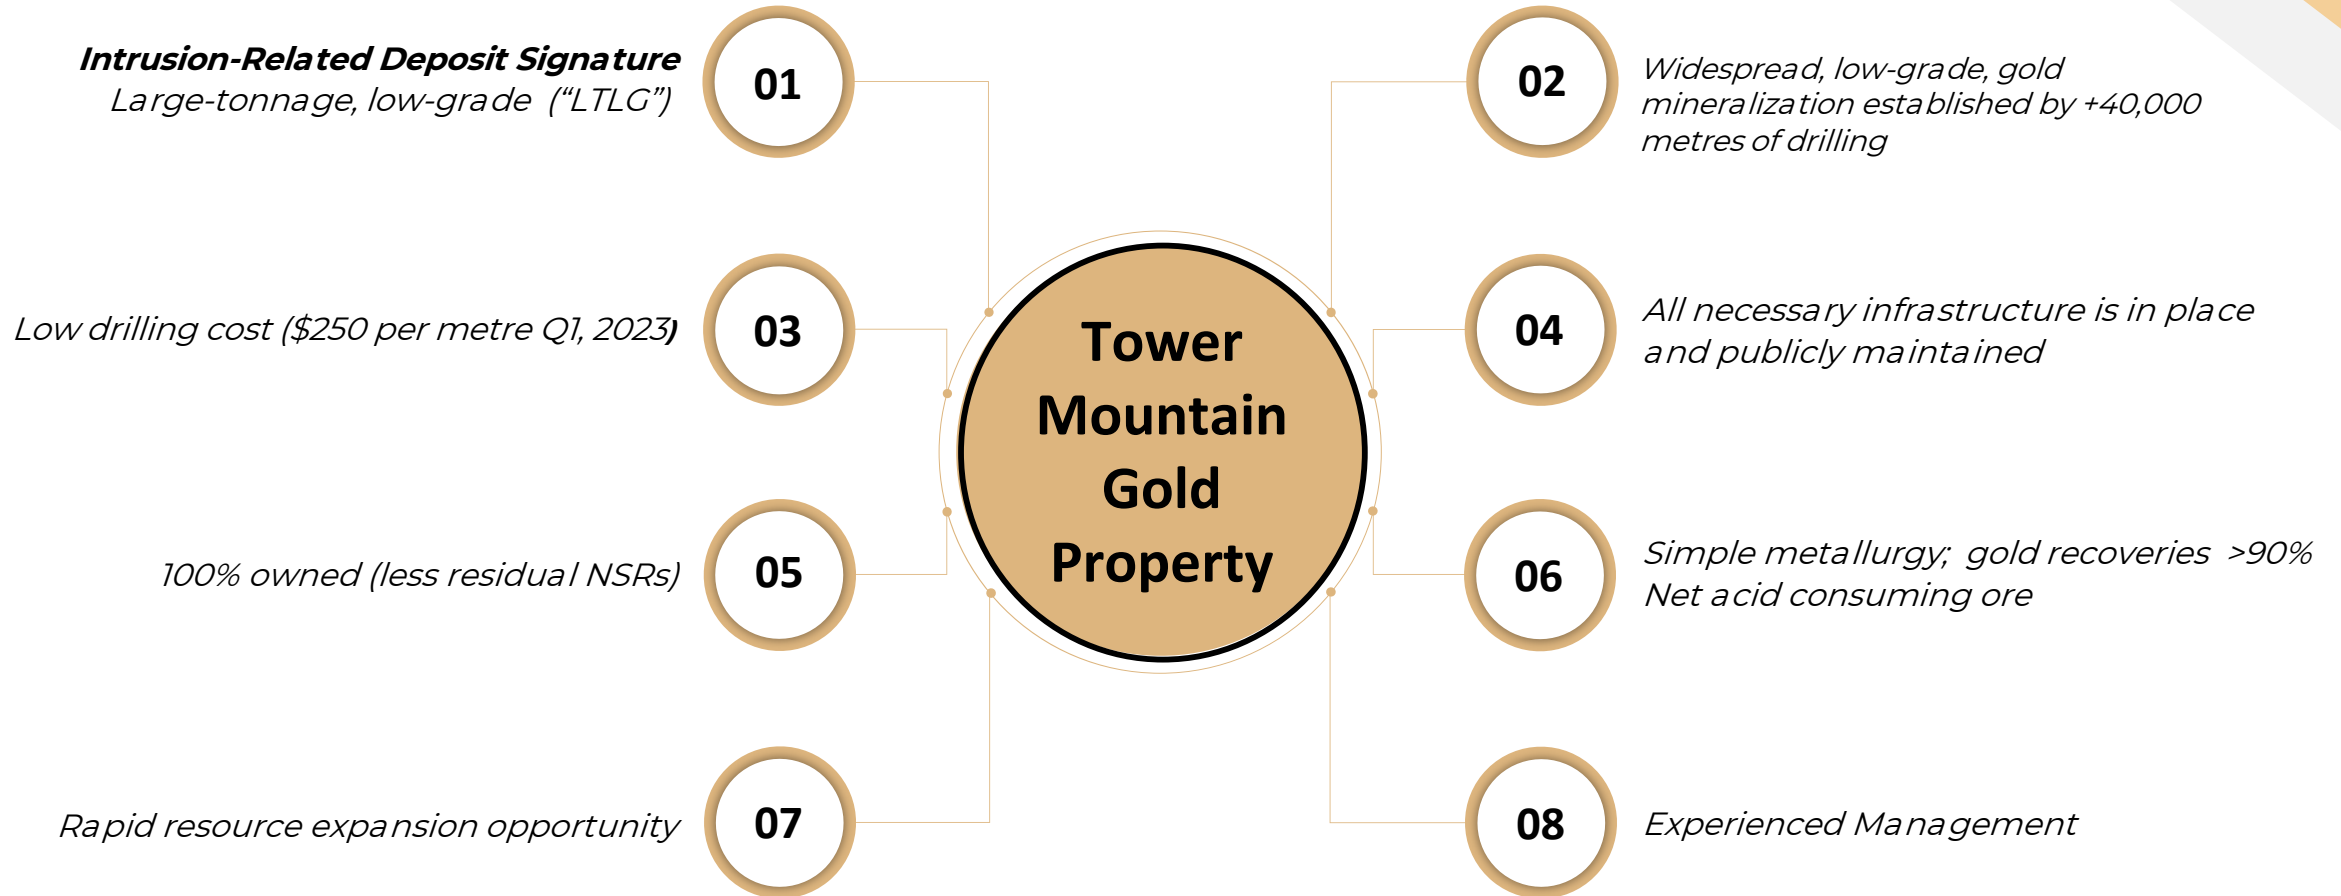 Intrusion-Related Deposit Signature
Large-tonnage, low-grade (“LTLG”)
01
02
Widespread, low-grade, gold
mineralization established by +40,000
metres of drilling
Low drilling cost ($250 per metre Q1, 2023)
03
04
All necessary infrastructure is in place
and publicly maintained
Tower
Mountain
Gold
Property
100% owned (less residual NSRs)
05
06
Simple metallurgy; gold recoveries >90%
Net acid consuming ore
Rapid resource expansion opportunity
07
08
Experienced Management